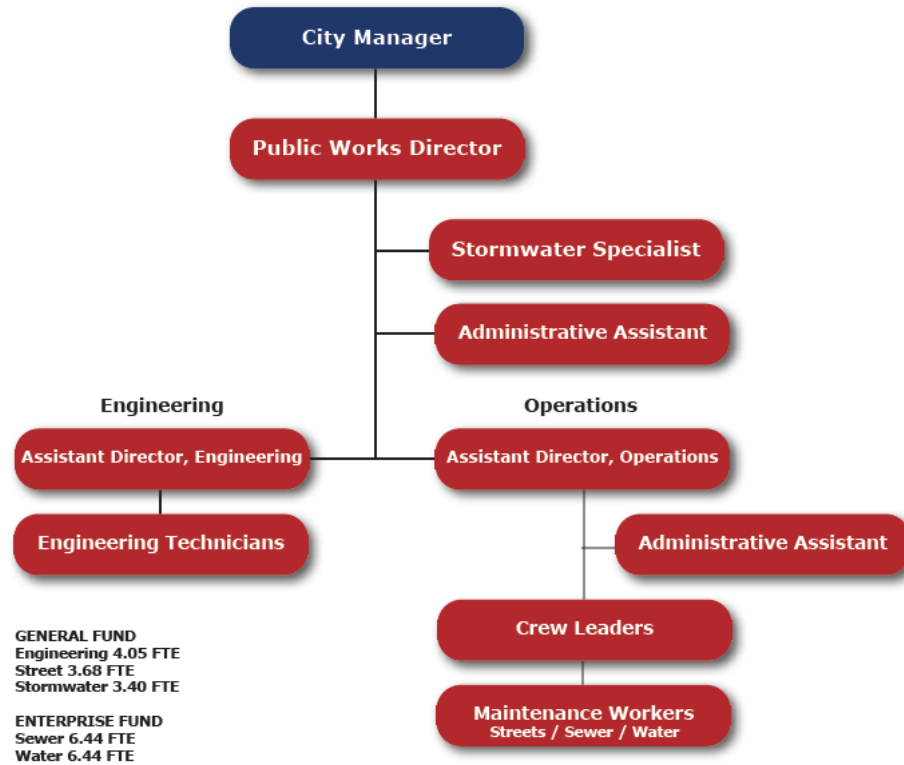 City Manager
Public Works Director
Stormwater Specialist
Administrative Assistant
Engineering
Operations
Assistant Director, Engineering
Assistant Director, Operations
Engineering Technicians
Administrative Assistant
Crew Leaders
Maintenance Workers
Streets / Sewer / Water
GENERAL FUND
Engineering 4.05 FTE
Street 3.68 FTE
Stormwater 3.40 FTE
ENTERPRISE FUND
Sewer 6.44 FTE
Water 6.44 FTE